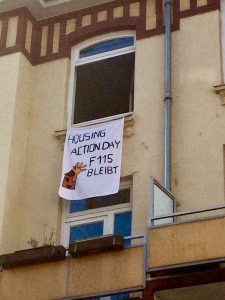 HOUSING
ACTION DAY
F115
BLEIBT